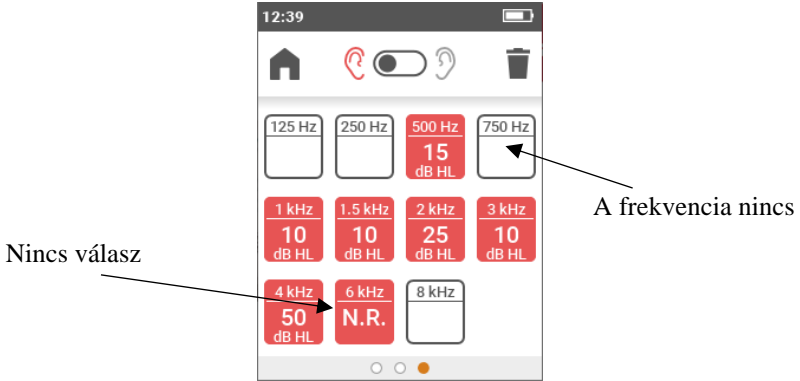 12:39
125 Hz 250 Hz 500 Hz 750 Hz
15
dB HL
A frekvencia nincs
1 kHz 1.5 kHz 2 kHz 3 kHz
10 10 25 10
dB HL dB HL dB HL dB HL
Nincs válasz
4 kHz 6 kHz 8 kHz
50 N.R.
dB HL